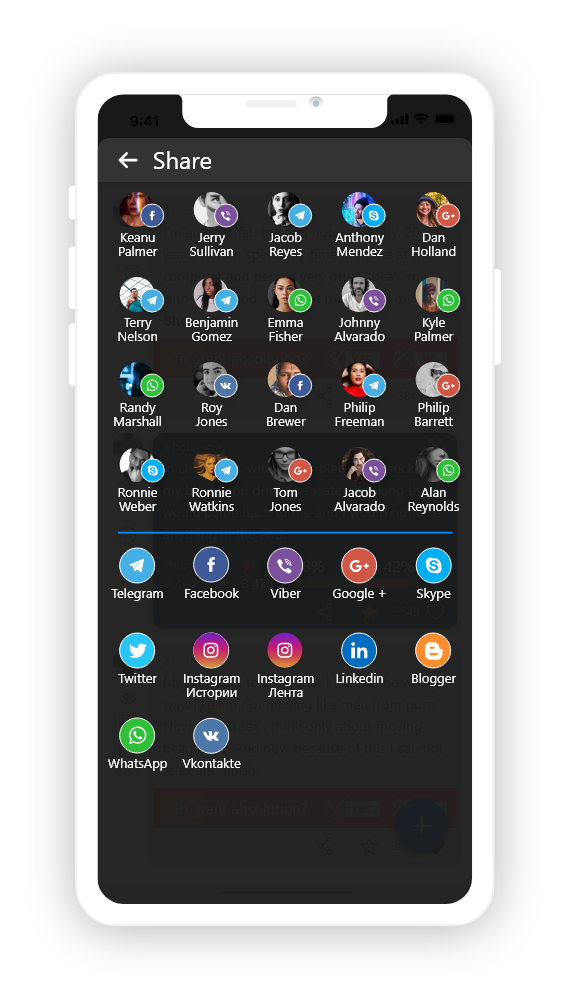 9:41
Share
Keanu Palmer
Jerry Sullivan
Jacob Reyes
Anthony Mendez
Dan Holland
Terry Nelson
Benjamin Gomez
Emma Fisher
Johnny Alvarado
Kyle Palmer
Randy Marshall
Roy Jones
Dan Brewer
Philip Freeman
Philip Barrett
Ronnie Weber
Ronnie Watkins
Tom Jones
Jacob Alvarado
Alan Reynolds
Telegram
Facebook
Viber
Google +
Skype
Twitter
Instagram Истории
Instagram Лента
Linkedin
Blogger
WhatsApp
Vkontakte